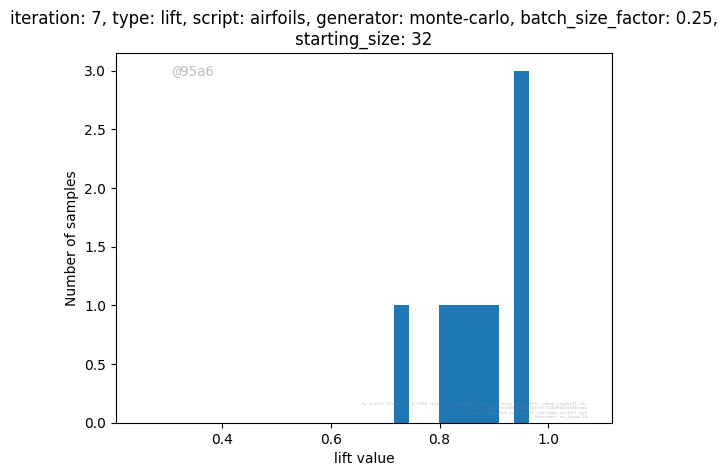 iteration: 7, type: lift, script: airfoils, generator: monte-carlo, batch_size_factor: 0.25,
starting_size: 32
@95a6
3.0
2.5
2.0
1.5
1.0
0.5
0.0
Number of samples
0.4 0.6 0.8 1.0
lift value